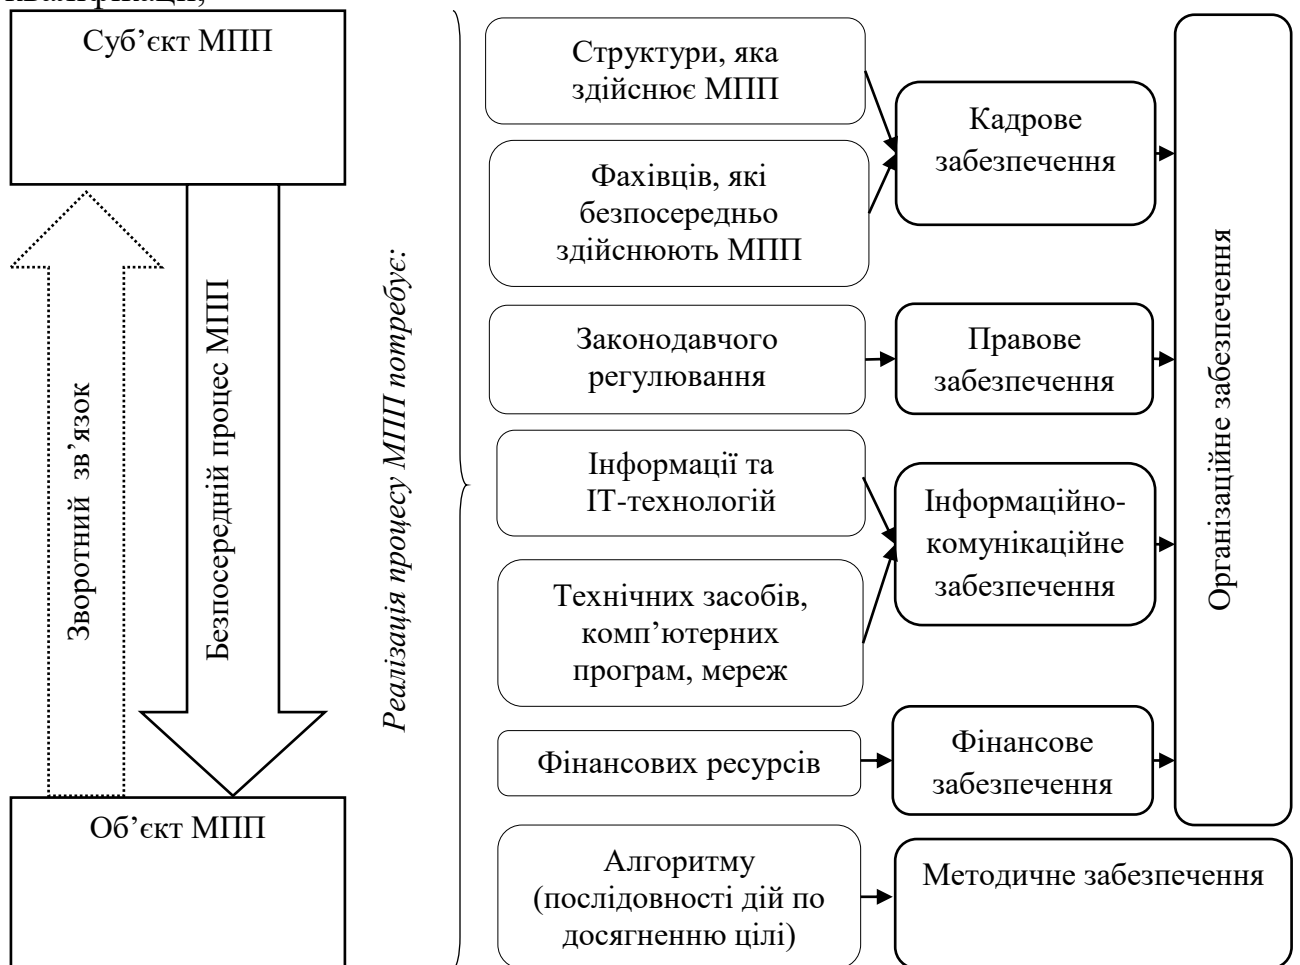 Суб’єкт МПП
Зворотний зв’язок
Безпосередній процес МПП
Об’єкт МПП
Реалізація процесу МПП потребує:
Структури, яка
здійснює МПП
Фахівців, які
безпосередньо
здійснюють МПП
Кадрове
забезпечення
Законодавчого
регулювання
Правове
забезпечення
Інформації та
ІТ-технологій
Технічних засобів,
комп’ютерних
програм, мереж
Інформаційно-
комунікаційне
забезпечення
Фінансових ресурсів
Фінансове
забезпечення
Організаційне забезпечення
Алгоритму
(послідовності дій по
досягненню цілі)
Методичне забезпечення